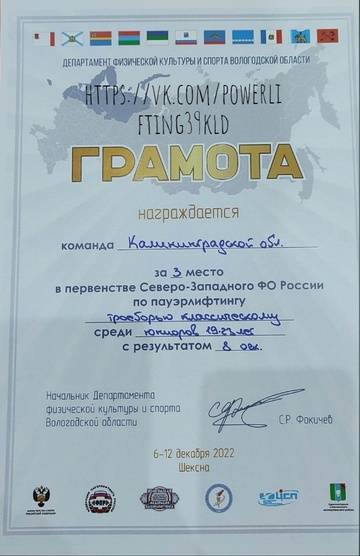 ДЕПАРТАМЕНТ ФИЗИЧЕСКОЙ КУЛЬТУРЫ И СПОРТА ВОЛОГОДСКОЙ ОБЛАСТИ
HTTPS://VK.COM/POWERLI
FTING39KLD
ГРАМОТА
награждается
команда Калининградской обл.
за 3 место
в первенстве Северо-Западного ФО России
по пауэрлифтингу
троеборью классическому
среди юниоров 19-23 лет
с результатом 8 очк.
Начальник Департамента
физической культуры и спорта
Вологодской области
С.Р. Фокичев
6-12 декабря 2022
Шексна
ЦСП